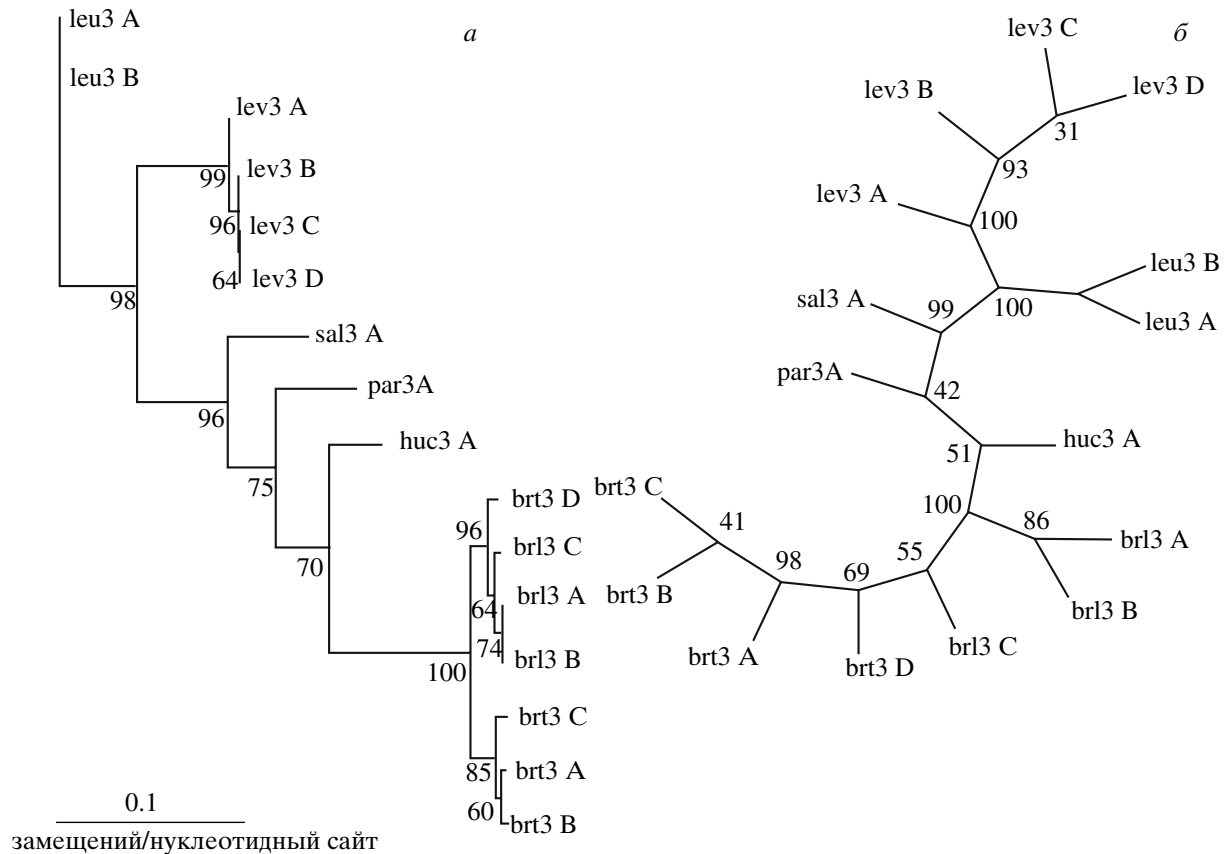 а
leu3 A
leu3 B
lev3 A
99
lev3 B
96
lev3 C
64
lev3 D
98
sal3 A
96
par3A
75
huc3 A
70
brt3 D
96
brl3 C
64
brl3 A
74
brl3 B
100
brt3 C
85
brt3 A
60
brt3 B
0.1
замещений/нуклеотидный сайт
б
lev3 C
lev3 D
31
lev3 B
93
lev3 A
100
leu3 B
leu3 A
100
sal3 A
99
par3A
42
huc3 A
51
100
86
brl3 A
brl3 B
55
brl3 C
69
brt3 D
98
brt3 A
41
brt3 C
brt3 B